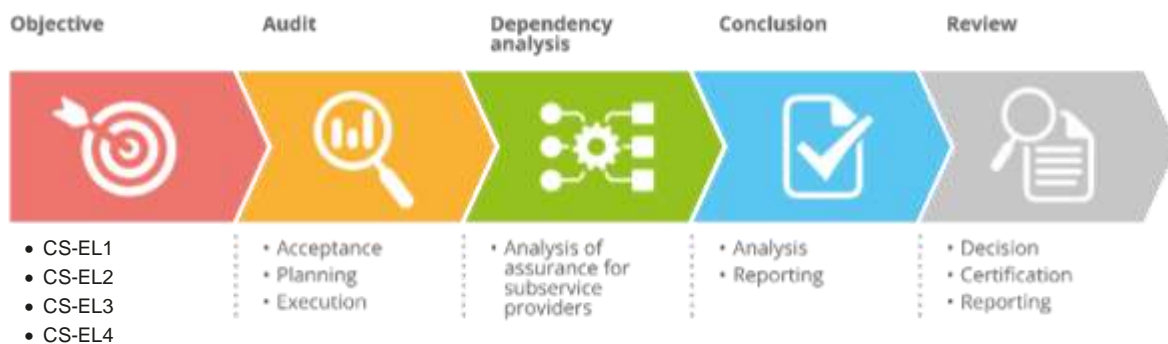 Objective
Audit
Dependency
analysis
Conclusion
Review
• CS-EL1
• CS-EL2
• CS-EL3
• CS-EL4
• Acceptance
• Planning
• Execution
• Analysis of
assurance for
subservice
providers
• Analysis
• Reporting
• Decision
• Certification
• Reporting